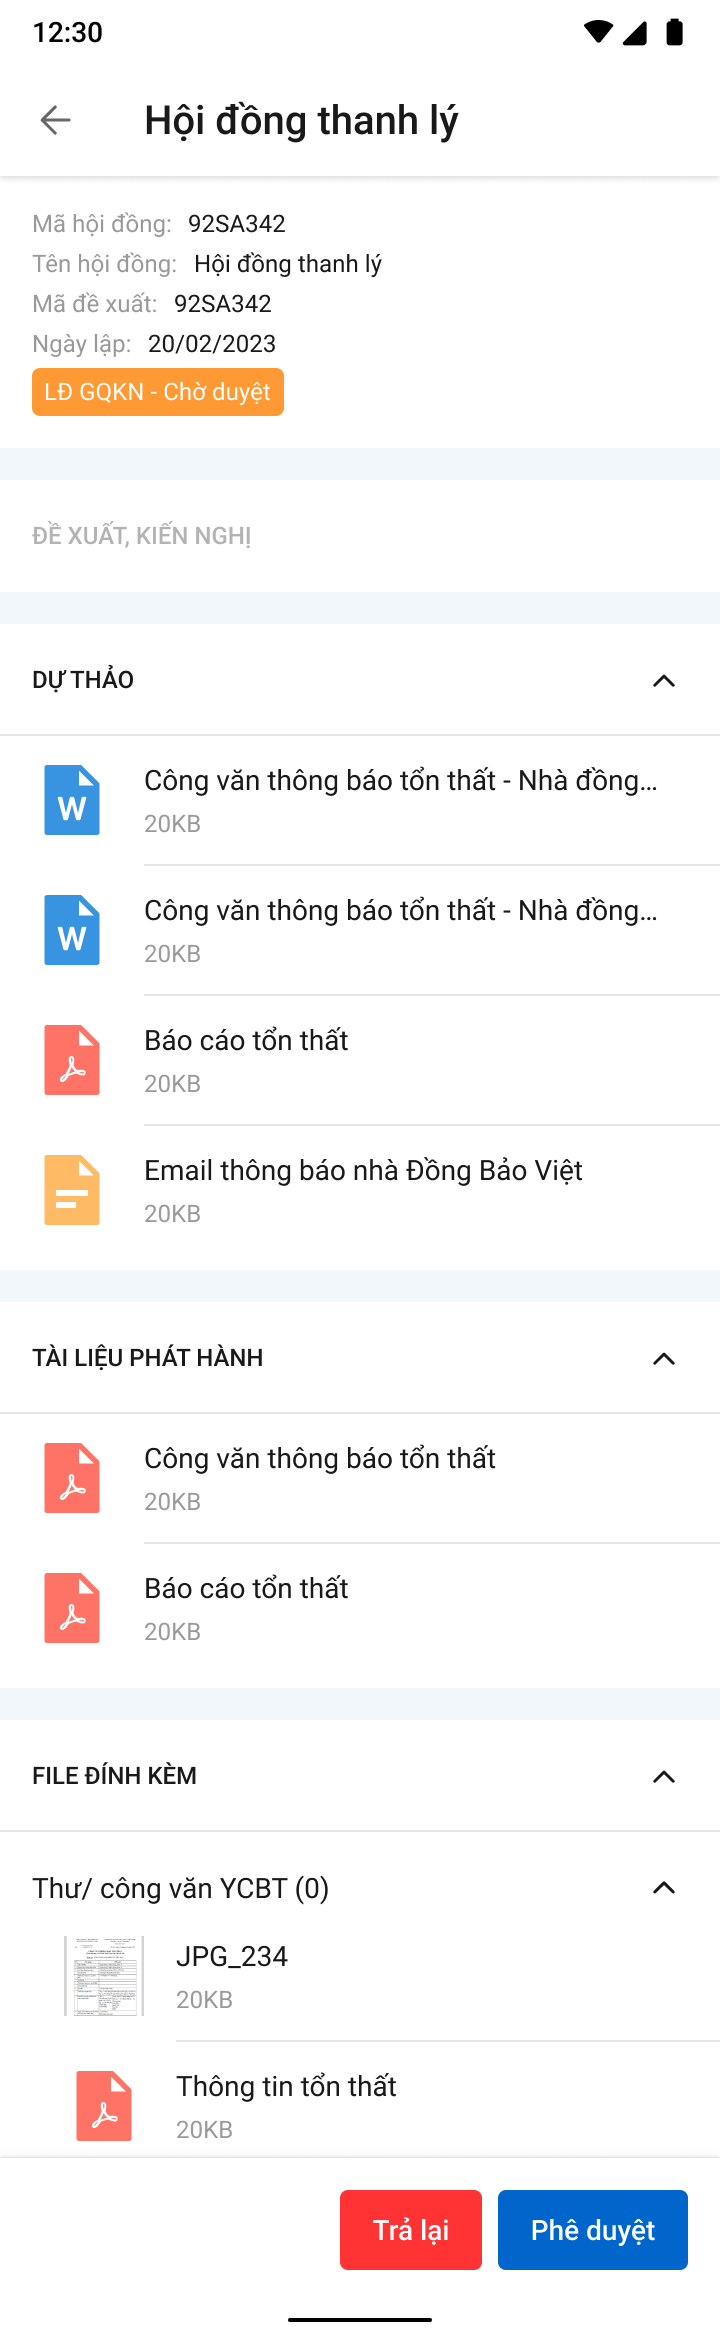 12:30
Hội đồng thanh lý
Mã hội đồng: 92SA342
Tên hội đồng: Hội đồng thanh lý
Mã đề xuất: 92SA342
Ngày lập: 20/02/2023
LĐ GQKN - Chờ duyệt
ĐỀ XUẤT, KIẾN NGHỊ
DỰ THẢO
Công văn thông báo tổn thất - Nhà đồng...
20KB
Công văn thông báo tổn thất - Nhà đồng...
20KB
Báo cáo tổn thất
20KB
Email thông báo nhà Đồng Bảo Việt
20KB
TÀI LIỆU PHÁT HÀNH
Công văn thông báo tổn thất
20KB
Báo cáo tổn thất
20KB
FILE ĐÍNH KÈM
Thư/ công văn YCBT (0)
JPG_234
20KB
Thông tin tổn thất
20KB
Trả lại
Phê duyệt